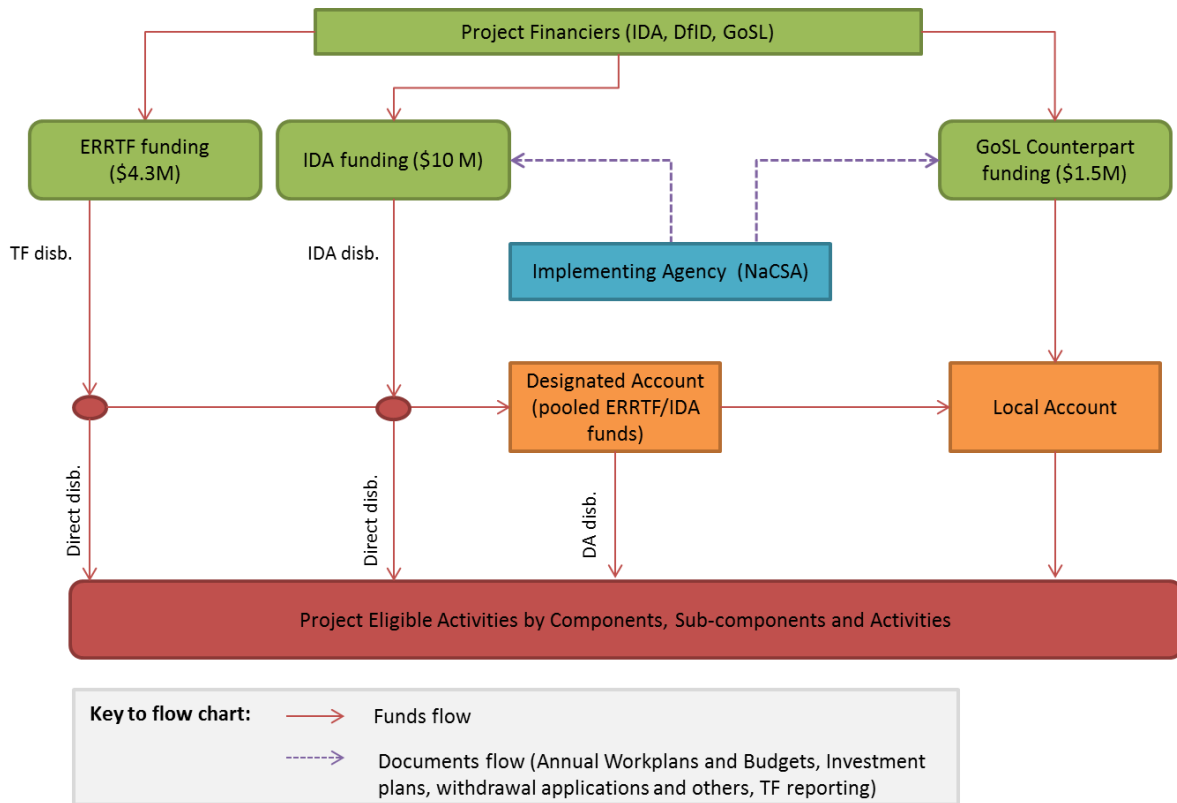 Project Financiers (IDA, DfID, GoSL)
ERRTF funding
($4.3M)
IDA funding ($10 M)
GoSL Counterpart
funding ($1.5M)
TF disb.
IDA disb.
Implementing Agency (NaCSA)
Designated Account
(pooled ERRTF/IDA
funds)
Local Account
Direct disb.
Direct disb.
DA disb.
Project Eligible Activities by Components, Sub-components and Activities
Key to flow chart:
Funds flow
Documents flow (Annual Workplans and Budgets, Investment
plans, withdrawal applications and others, TF reporting)